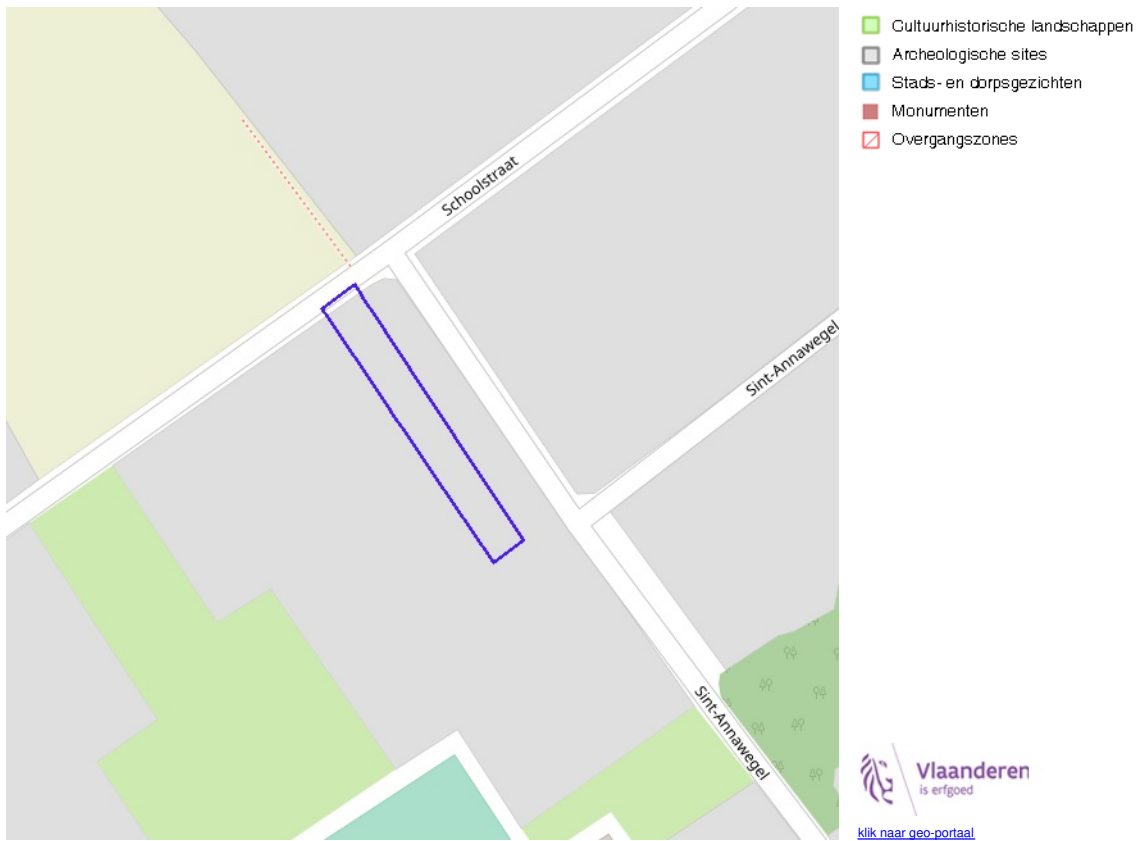 Cultuurhistorische landschappen
Archeologische sites
Stads- en dorpsgezichten
Monumenten
Overgangszones
Schoolstraat
Sint-Annawegel
Sint-Annawegel
Vlaanderen
is erfgoed
klik naar geo-portaal